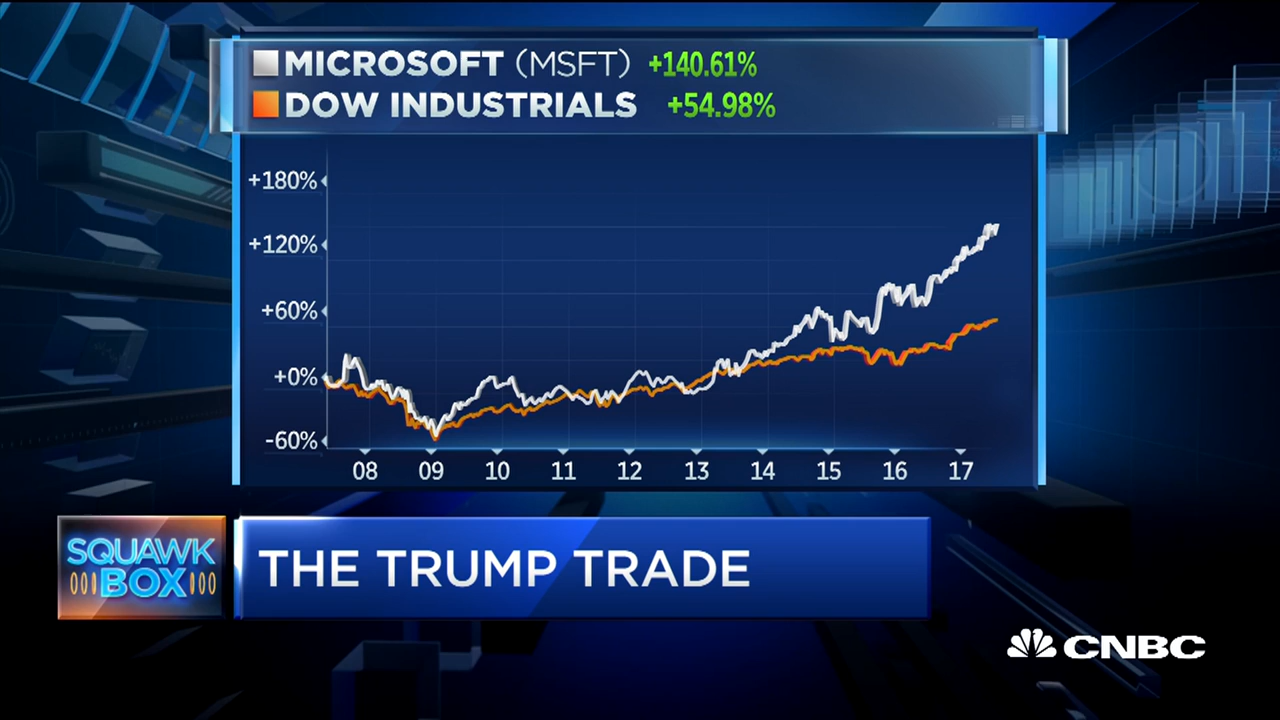 MICROSOFT (MSFT) +140.61%
DOW INDUSTRIALS +54.98%
+180%
+120%
+60%
+0%
-60%
08 09 10 11 12 13 14 15 16 17
SQUAWK
BOX
THE TRUMP TRADE
CNBC